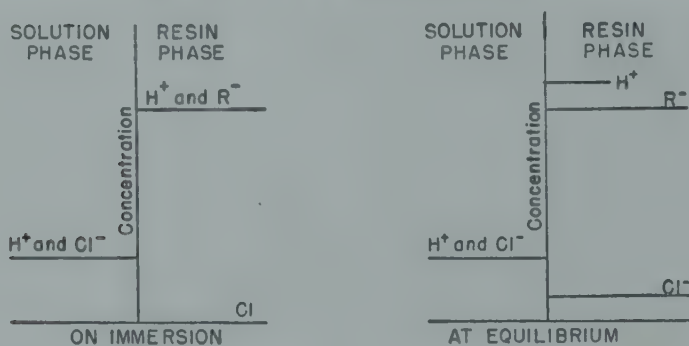 SOLUTION
PHASE
RESIN
PHASE
H⁺ and R⁻
Concentration
H⁺ and Cl⁻
Cl
ON IMMERSION
SOLUTION
PHASE
RESIN
PHASE
H⁺
R⁻
Concentration
H⁺ and Cl⁻
Cl⁻
AT EQUILIBRIUM